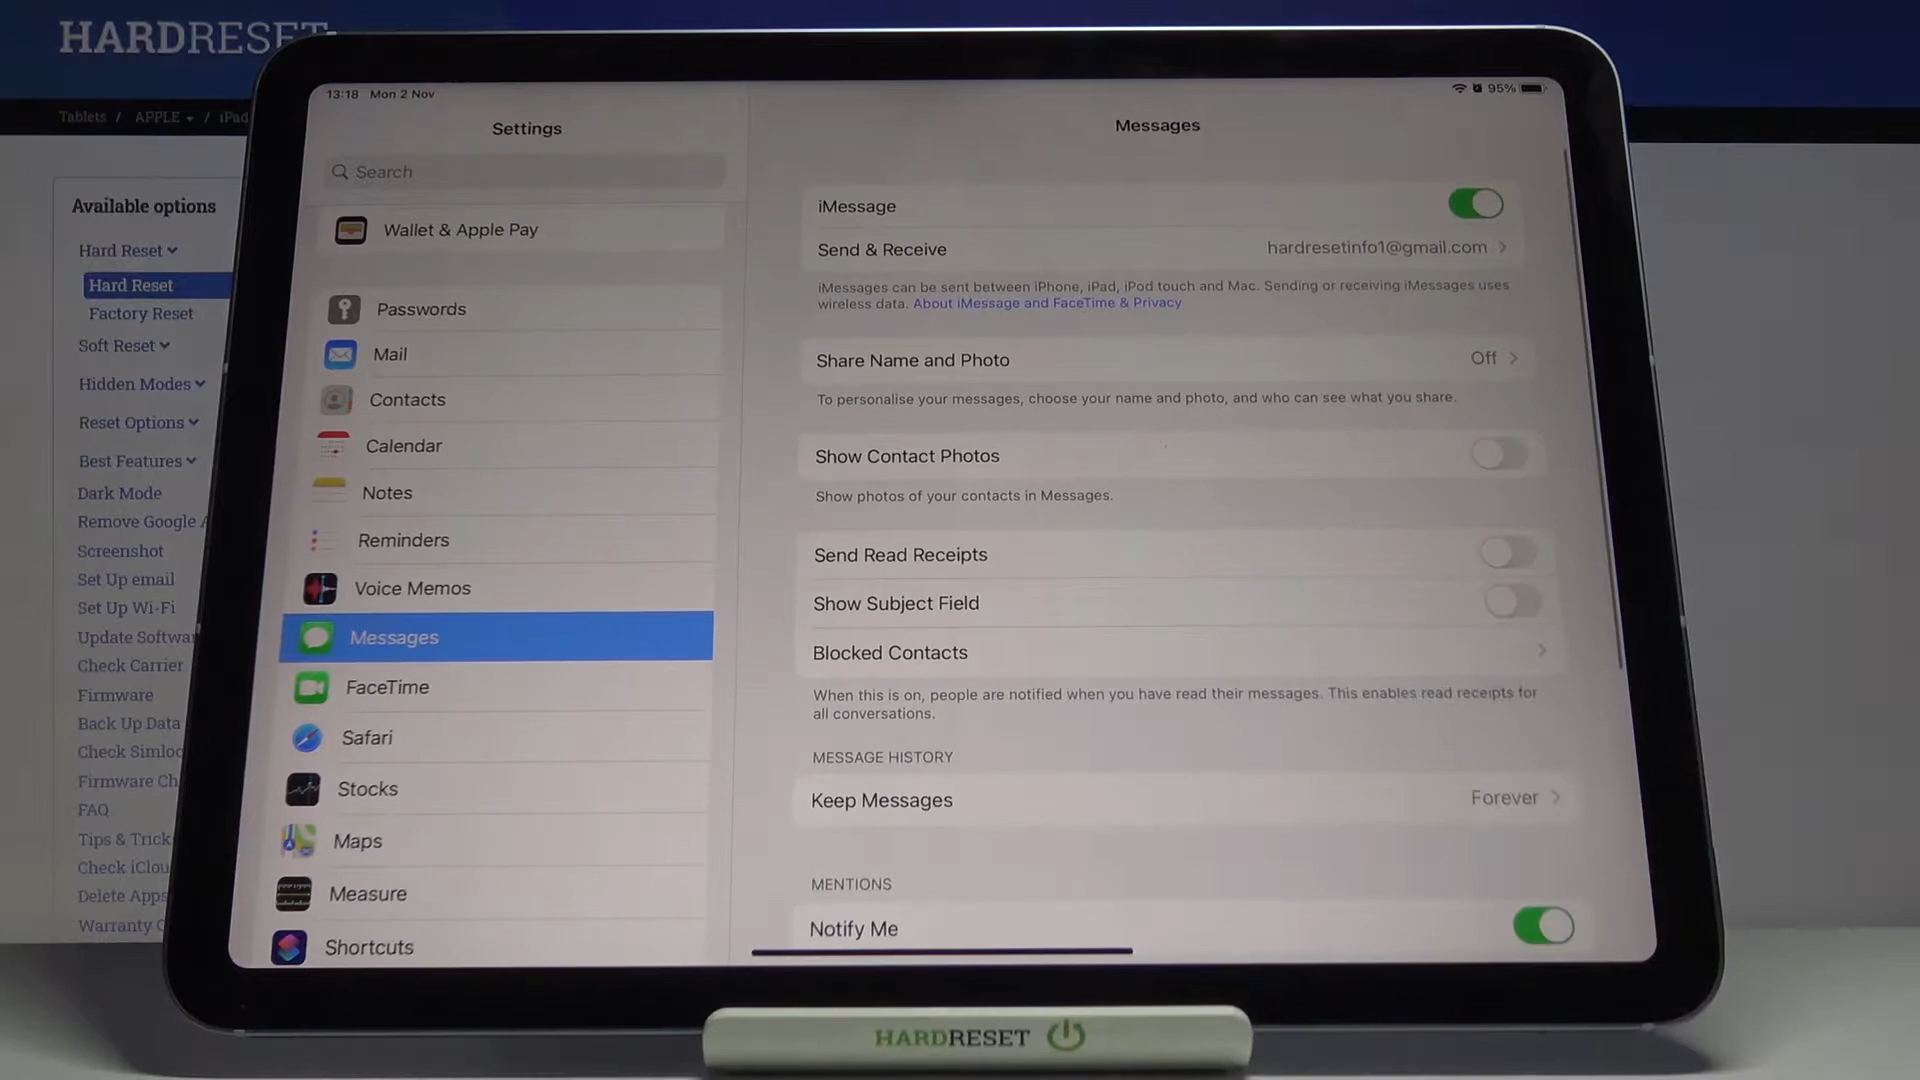 HARDRESET
Tablets / APPLE / iPad
Available options
Hard Reset
Hard Reset
Factory Reset
Soft Reset
Hidden Modes
Reset Options
Best Features
Dark Mode
Remove Google
Screenshot
Set Up email
Set Up Wi-Fi
Update
Check Carrier
Firmware
Back Up Data
Check
Firmware
FAQ
Tips &
Check
Delete Apps
Warranty
13:18 Mon 2 Nov
95%
Settings
Search
Wallet & Apple Pay
Passwords
Mail
Contacts
Calendar
Notes
Reminders
Voice Memos
Messages
FaceTime
Safari
Stocks
Maps
Measure
Shortcuts
Messages
iMessage
Send & Receive hardresetinfo1@gmail.com
iMessages can be sent between iPhone, iPad, iPod touch and Mac. Sending or receiving iMessages uses
wireless data. About iMessage and FaceTime & Privacy
Share Name and Photo Off
To personalise your messages, choose your name and photo, and who can see what you share.
Show Contact Photos
Show photos of your contacts in Messages.
Send Read Receipts
Show Subject Field
Blocked Contacts
When this is on, people are notified when you have read their messages. This enables read receipts for
all conversations.
MESSAGE HISTORY
Keep Messages Forever
MENTIONS
Notify Me
HARDRESET